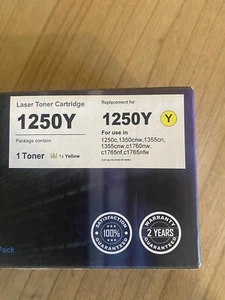 Laser Toner Cartridge
1250Y
Package contain
1 Toner
1x Yellow
Replacement for
1250Y
Y
For use in
1250c,1350cnw,1355cn,
1355cnw,c1760nw,
c1765nf,c1765nfw
SATISFACTION
100%
GUARANTEED
WARRANTY
2 YEARS
GUARANTEED
Pack